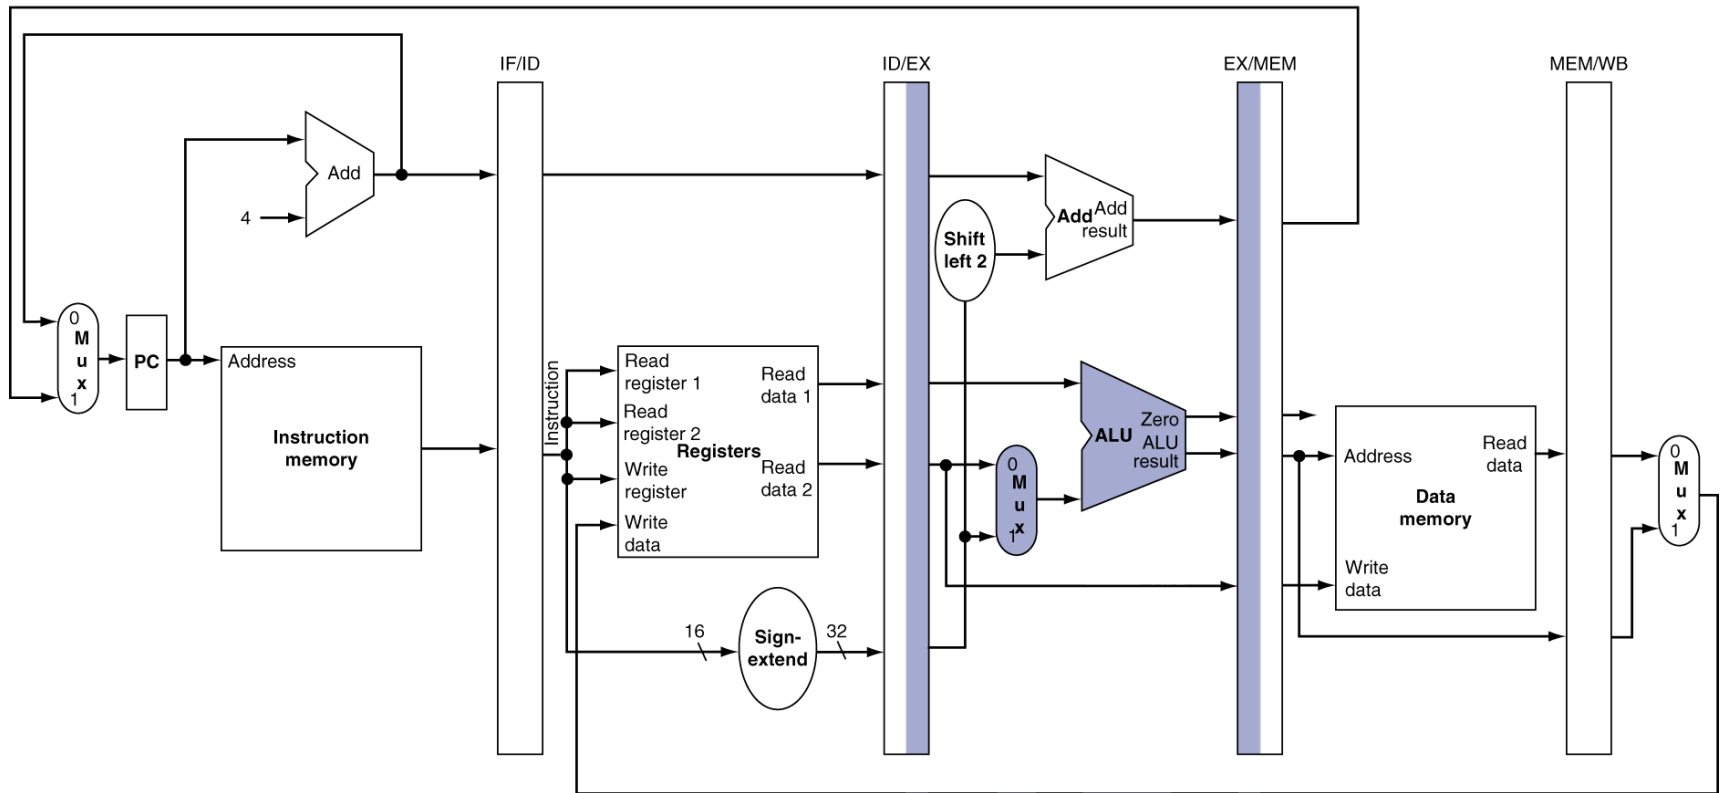 IF/ID
ID/EX
EX/MEM
MEM/WB
Add
4
Add
Add
result
Shift
left 2
0
M
u
x
1
PC
Address
Instruction
memory
Instruction
Read
register 1
Read
register 2
Write
register
Write
data
Registers
Read
data 1
Read
data 2
16
Sign-
extend
32
0
M
u
x
1
ALU
Zero
ALU
result
Address
Read
data
Data
memory
Write
data
0
M
u
x
1